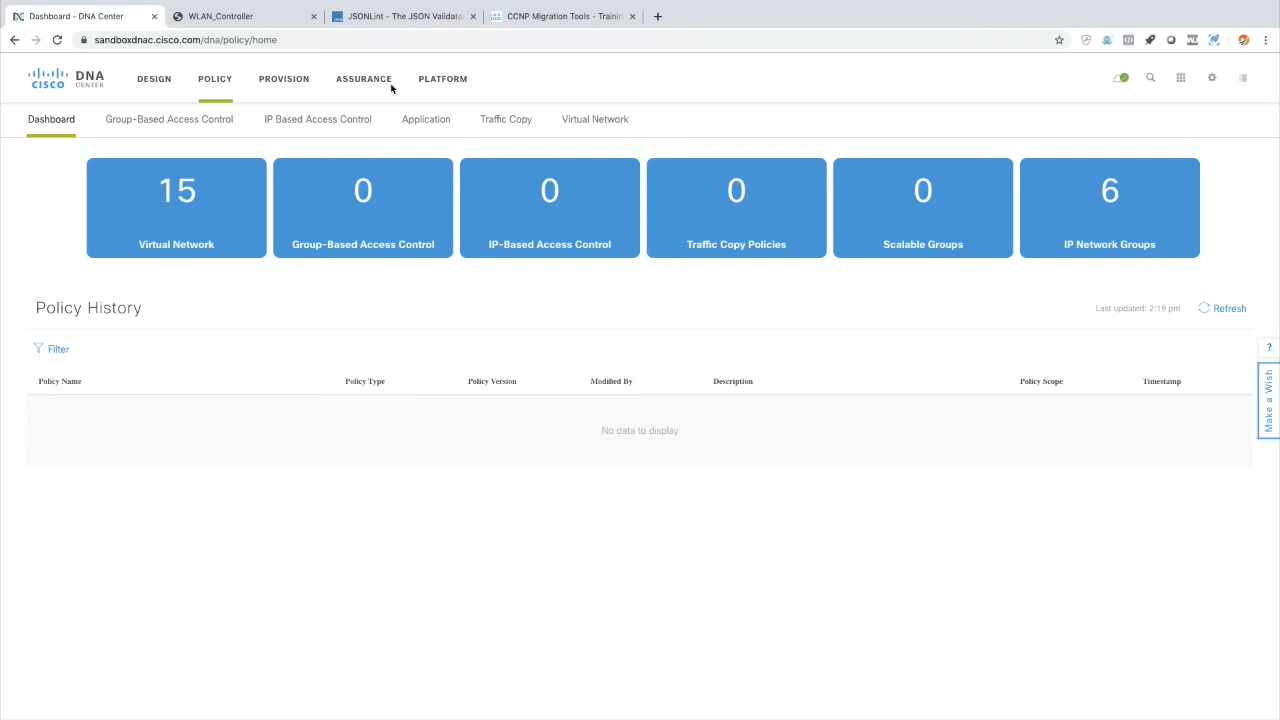 Dashboard - DNA Center
WLAN_Controller
JSONLint - The JSON Validator
CCNP Migration Tools - Trainin
sandboxdnac.cisco.com/dna/policy/home
CISCO DNA CENTER
DESIGN POLICY PROVISION ASSURANCE PLATFORM
Dashboard Group-Based Access Control IP Based Access Control Application Traffic Copy Virtual Network
15 0 0 0 0 6
Virtual Network Group-Based Access Control IP-Based Access Control Traffic Copy Policies Scalable Groups IP Network Groups
Policy History
Last updated: 2:19 pm Refresh
Filter
?
Make a Wish
Policy Name Policy Type Policy Version Modified By Description Policy Scope Timestamp
No data to display